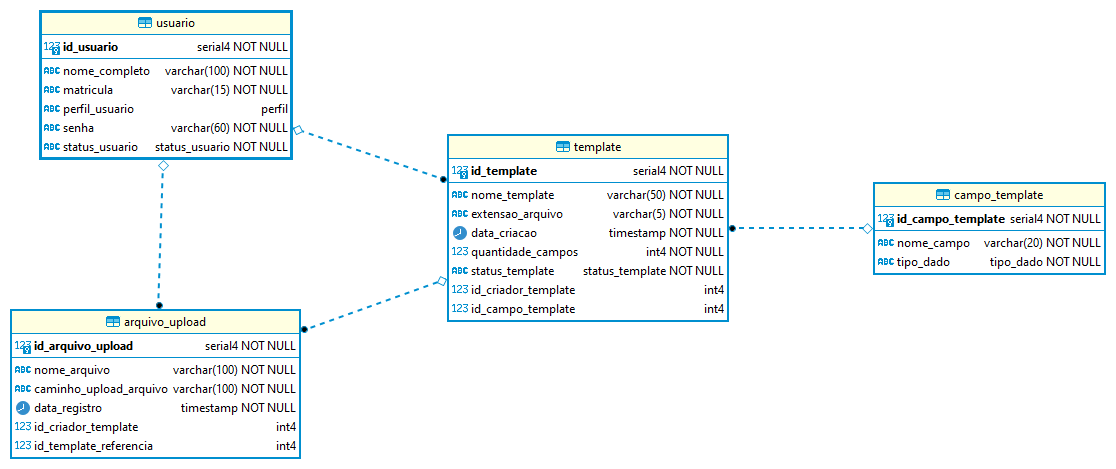 usuario
123 id_usuario serial4 NOT NULL
ABC nome_completo varchar(100) NOT NULL
ABC matricula varchar(15) NOT NULL
ABC perfil_usuario perfil
ABC senha varchar(60) NOT NULL
ABC status_usuario status_usuario NOT NULL
template
123 id_template serial4 NOT NULL
ABC nome_template varchar(50) NOT NULL
ABC extensao_arquivo varchar(5) NOT NULL
data_criacao timestamp NOT NULL
123 quantidade_campos int4 NOT NULL
ABC status_template status_template NOT NULL
123 id_criador_template int4
123 id_campo_template int4
campo_template
123 id_campo_template serial4 NOT NULL
ABC nome_campo varchar(20) NOT NULL
ABC tipo_dado tipo_dado NOT NULL
arquivo_upload
123 id_arquivo_upload serial4 NOT NULL
ABC nome_arquivo varchar(100) NOT NULL
ABC caminho_upload_arquivo varchar(100) NOT NULL
data_registro timestamp NOT NULL
123 id_criador_template int4
123 id_template_referencia int4